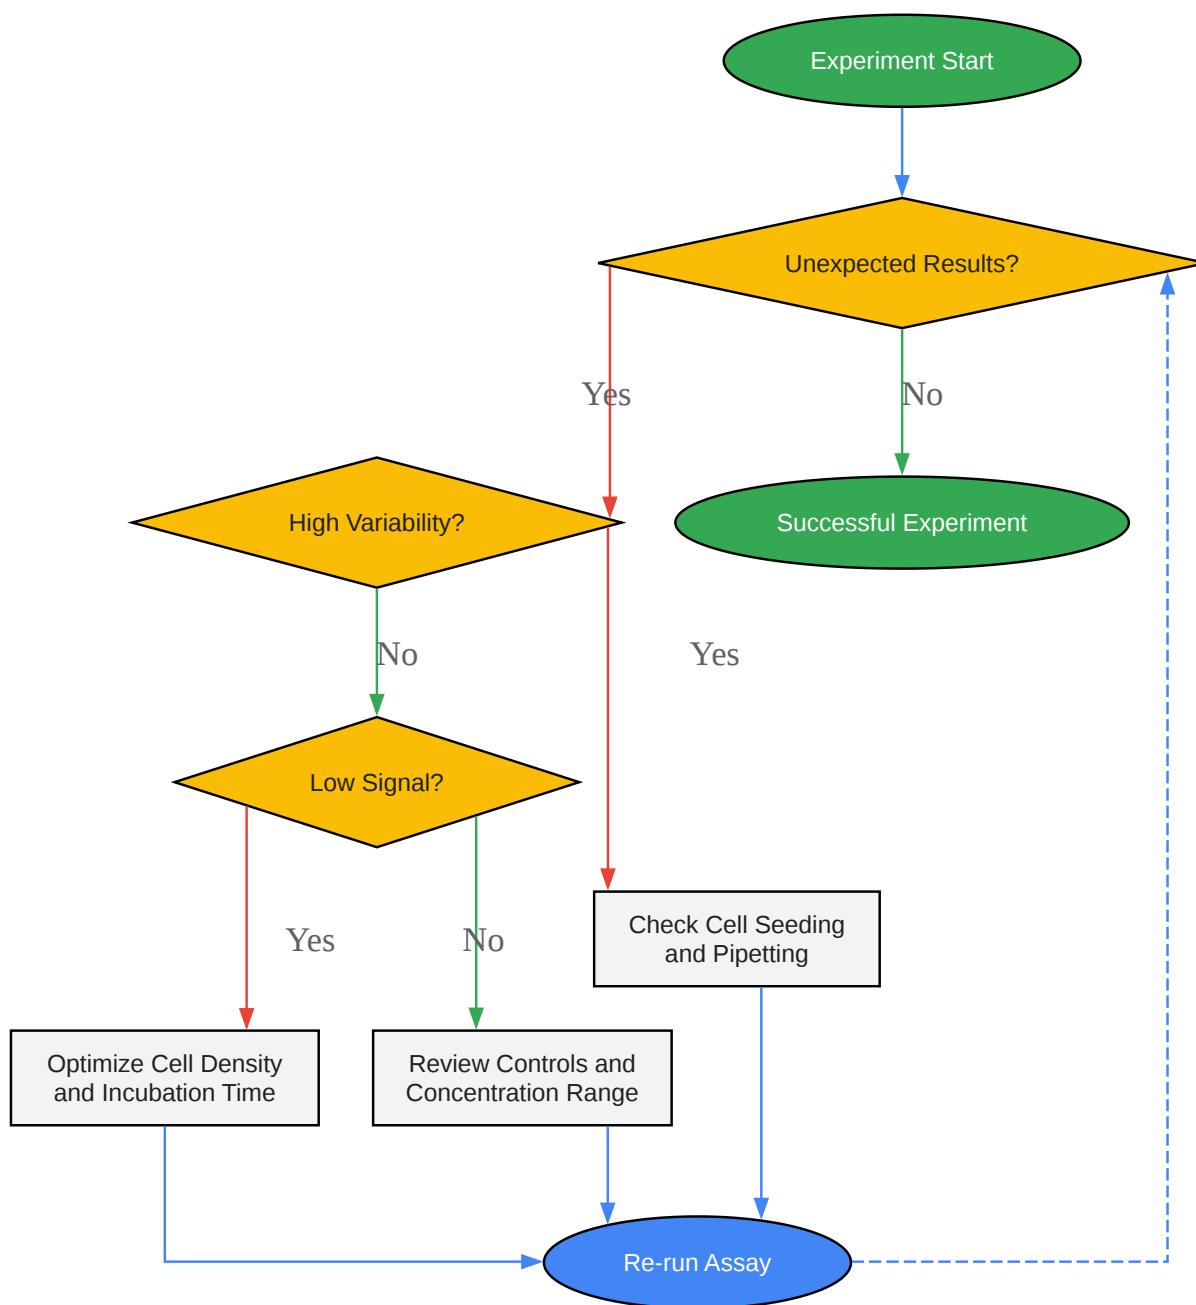 Experiment Start
Unexpected Results?
Yes
No
High Variability?
Successful Experiment
No
Yes
Low Signal?
Yes
No
Check Cell Seeding
and Pipetting
Optimize Cell Density
and Incubation Time
Review Controls and
Concentration Range
Re-run Assay